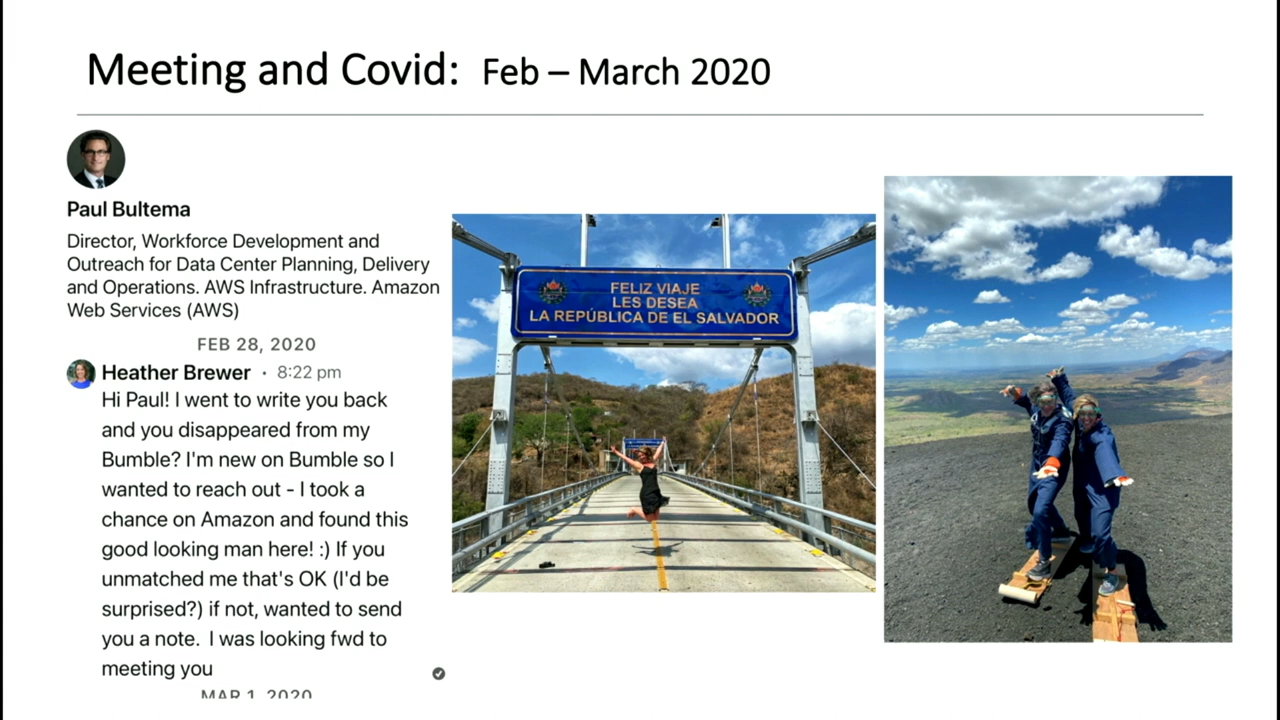 Meeting and Covid: Feb – March 2020
Paul Bultema
Director, Workforce Development and
Outreach for Data Center Planning, Delivery
and Operations. AWS Infrastructure. Amazon
Web Services (AWS)
FEB 28, 2020
Heather Brewer · 8:22 pm
Hi Paul! I went to write you back
and you disappeared from my
Bumble? I'm new on Bumble so I
wanted to reach out - I took a
chance on Amazon and found this
good looking man here! :) If you
unmatched me that's OK (I'd be
surprised?) if not, wanted to send
you a note. I was looking fwd to
meeting you
MAR 1, 2020
FELIZ VIAJE
LES DESEA
LA REPÚBLICA DE EL SALVADOR